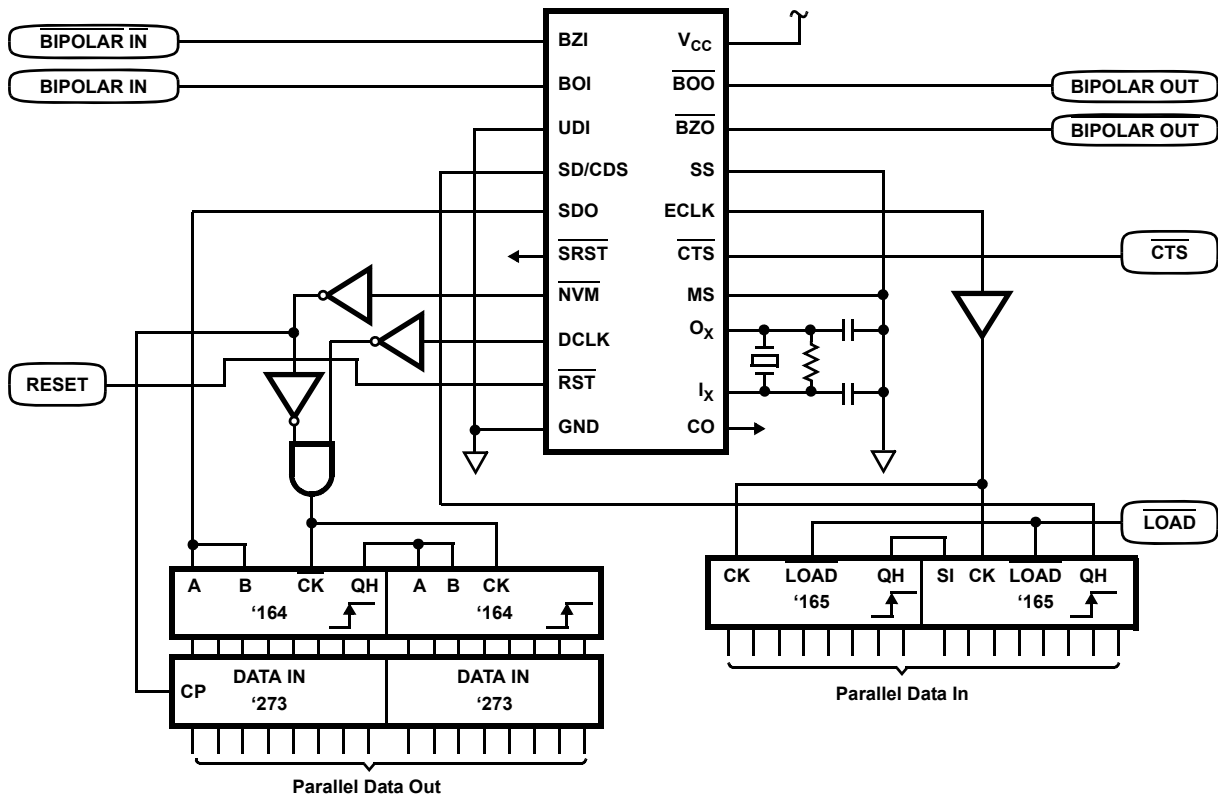 BIPOLAR IN
BIPOLAR IN
RESET
BZI
BOI
UDI
SD/CDS
SDO
SRST
NVM
DCLK
RST
GND
VCC
BOO
BZO
SS
ECLK
CTS
MS
OX
IX
CO
BIPOLAR OUT
BIPOLAR OUT
CTS
LOAD
A B CK QH A B CK
‘164 ‘164
CP DATA IN DATA IN
‘273 ‘273
Parallel Data Out
CK LOAD QH SI CK LOAD QH
‘165 ‘165
Parallel Data In